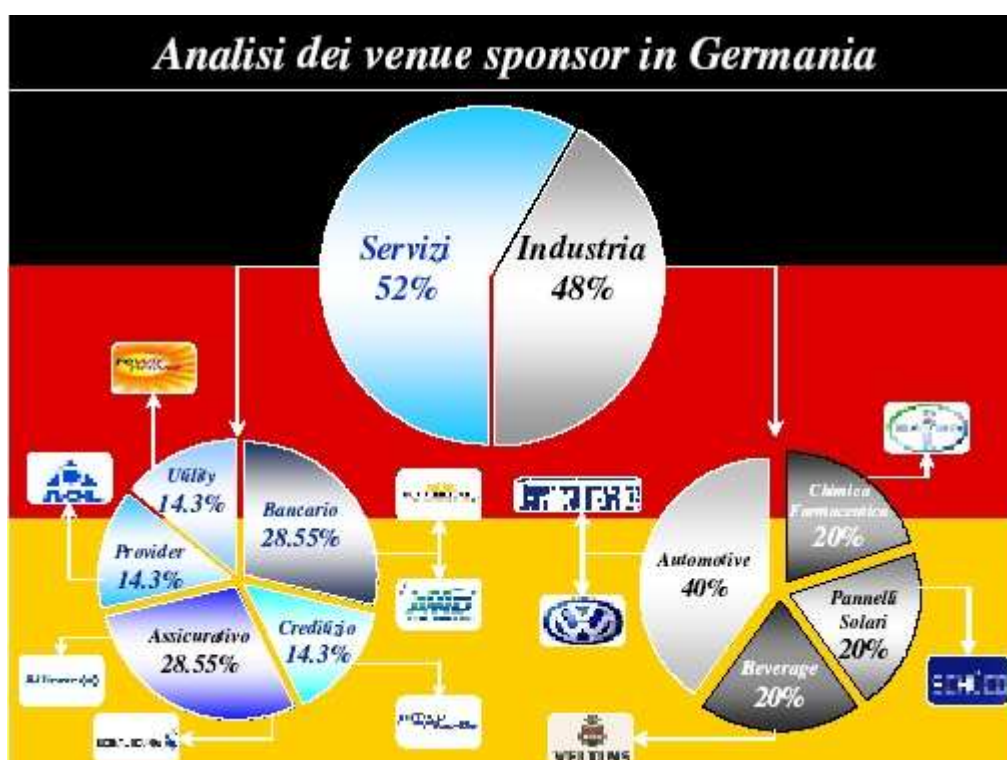 Analisi dei venue sponsor in Germania
Servizi
52%
Industria
48%
Utility
14.3%
Bancario
28.55%
Provider
14.3%
Assicurativo
28.55%
Creditizio
14.3%
Automotive
40%
Chimica
Farmaceutica
20%
Pannelli
Solari
20%
Beverage
20%
VELTINS
SCHÜCO